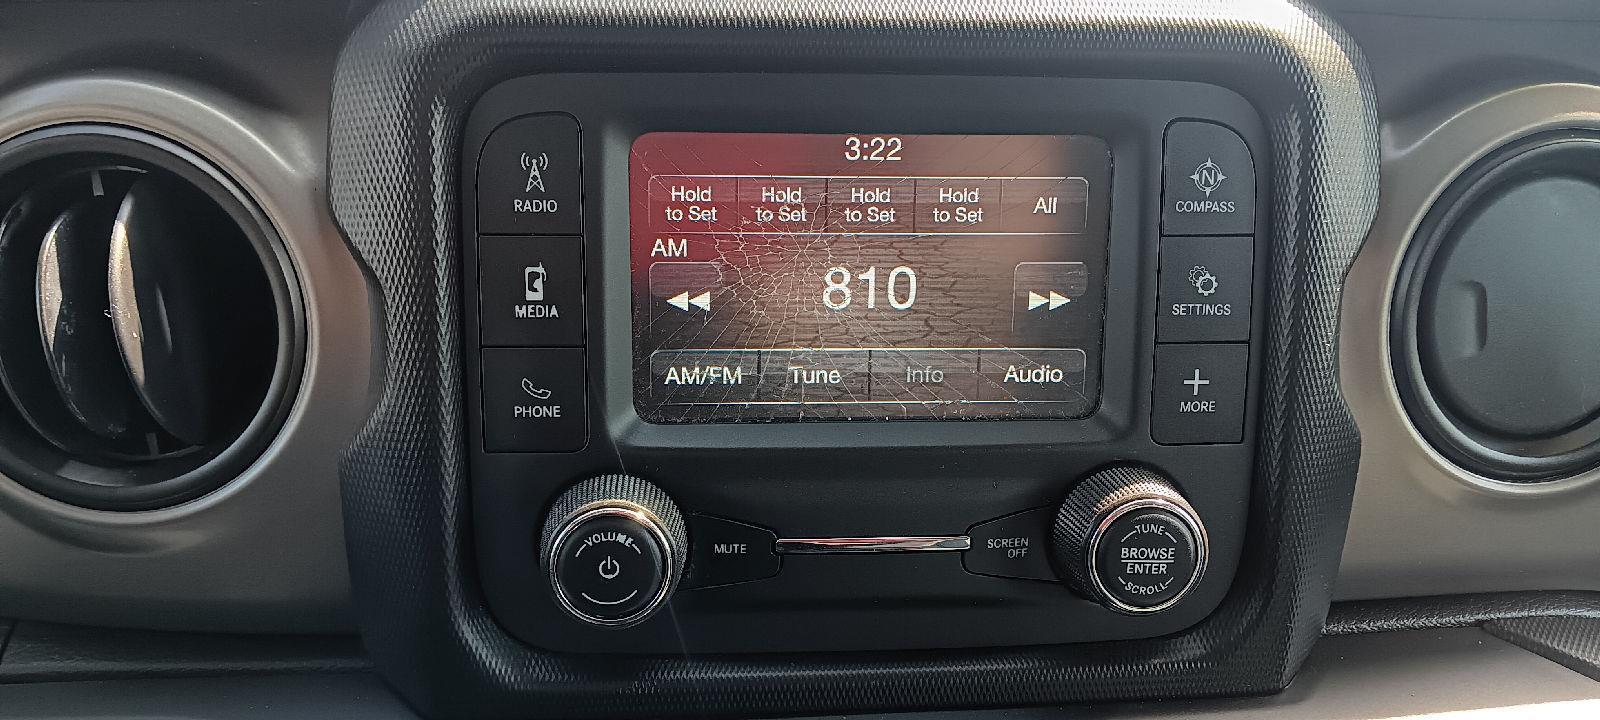 3:22
Hold to Set
Hold to Set
Hold to Set
Hold to Set
All
AM
810
AM/FM
Tune
Info
Audio
RADIO
MEDIA
PHONE
N
COMPASS
SETTINGS
MORE
VOLUME
MUTE
SCREEN
OFF
TUNE
BROWSE
ENTER
SCROLL